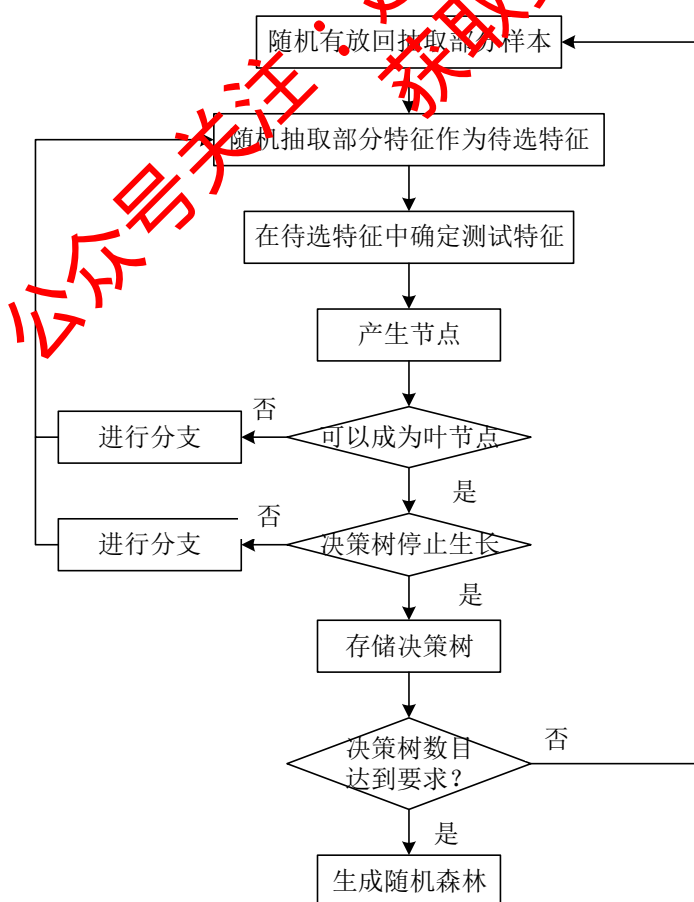 随机有放回抽取部分样本
随机抽取部分特征作为待选特征
在待选特征中确定测试特征
产生节点
否
进行分支
可以成为叶节点
是
否
进行分支
决策树停止生长
是
存储决策树
决策树数目
达到要求？
否
是
生成随机森林
公众号关注：
获取